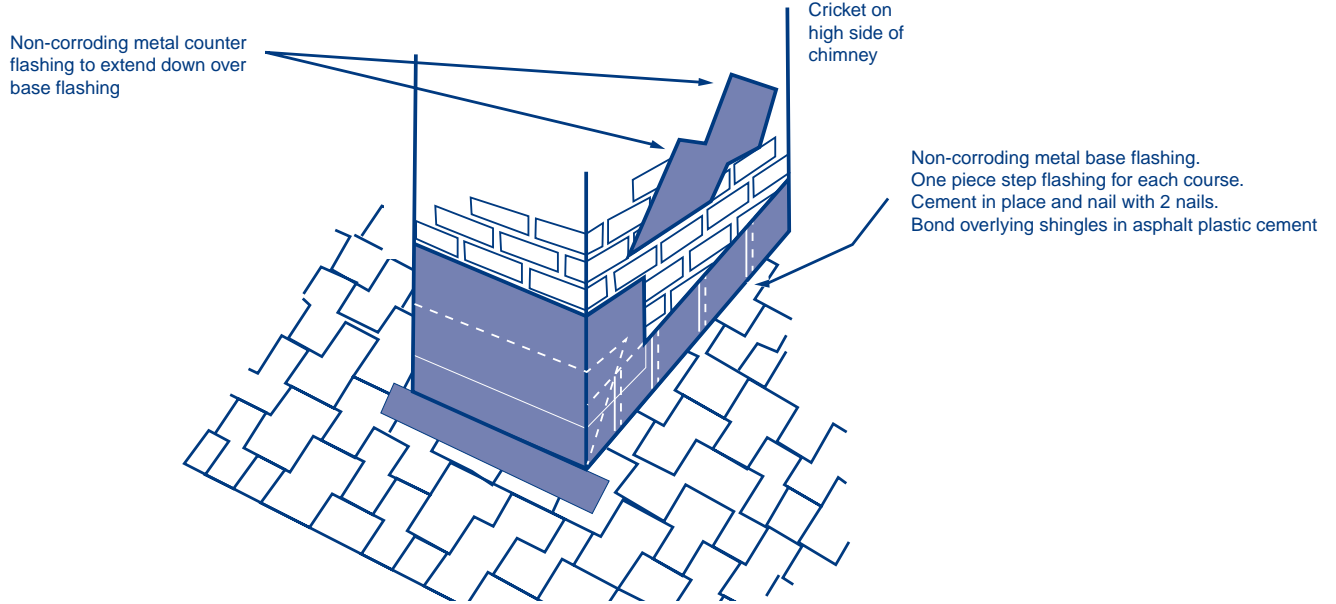 Non-corroding metal counter
flashing to extend down over
base flashing
Cricket on
high side of
chimney
Non-corroding metal base flashing.
One piece step flashing for each course.
Cement in place and nail with 2 nails.
Bond overlying shingles in asphalt plastic cement